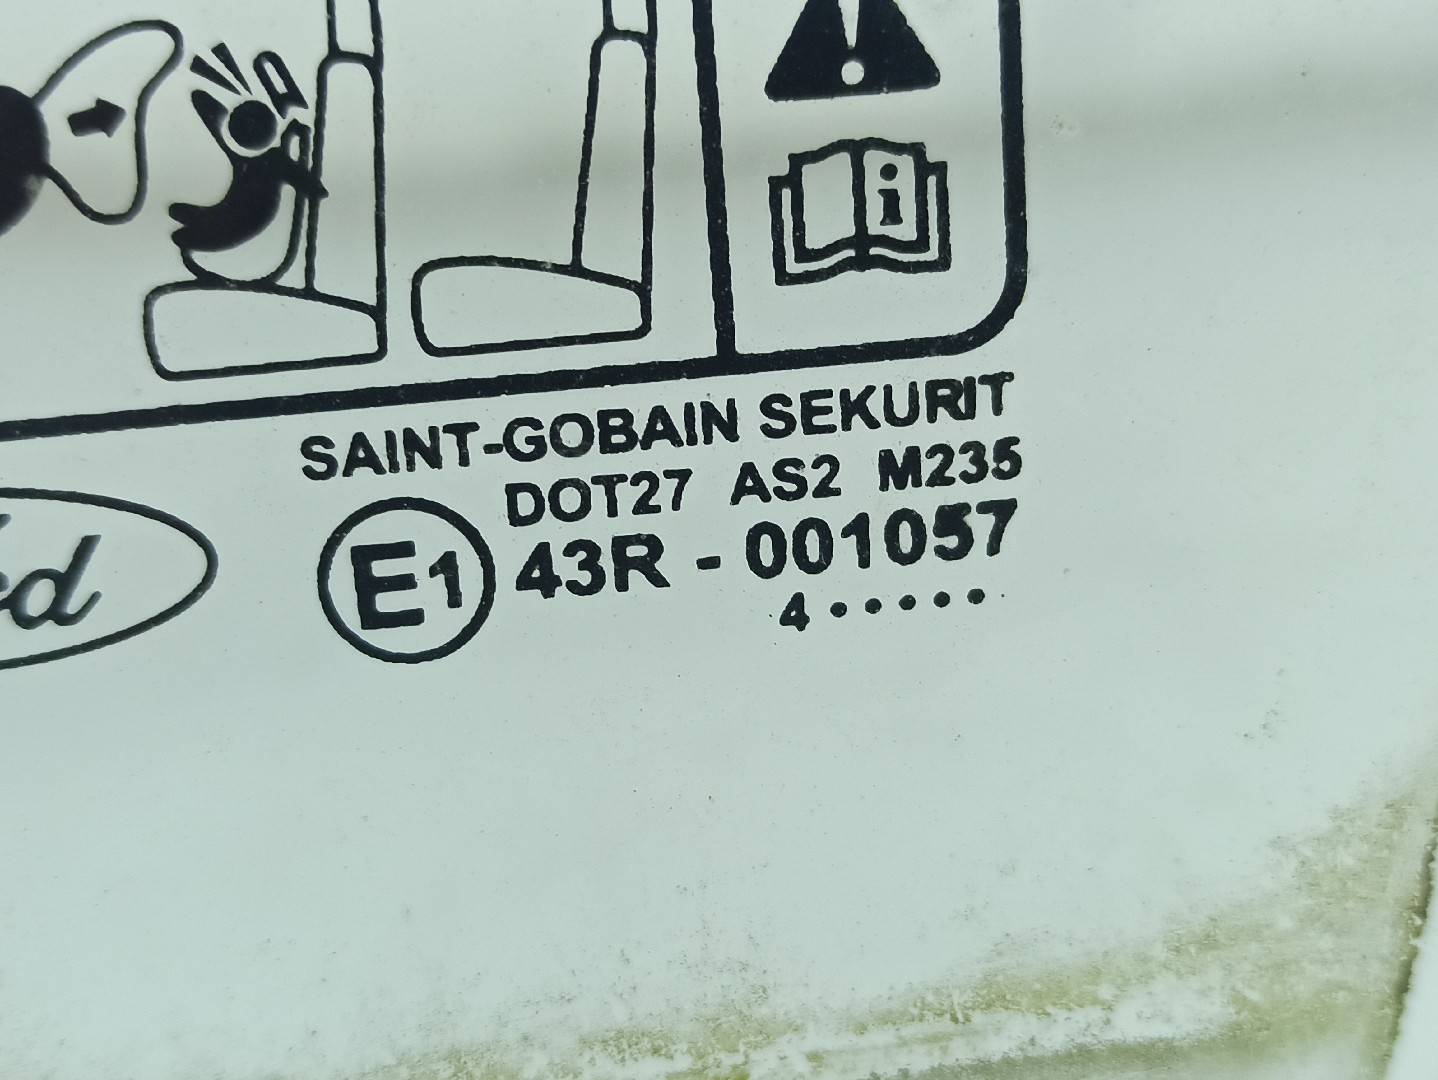 i
SAINT-GOBAIN SEKURIT
DOT27 AS2 M235
E1 43R - 001057
4 • • • • •